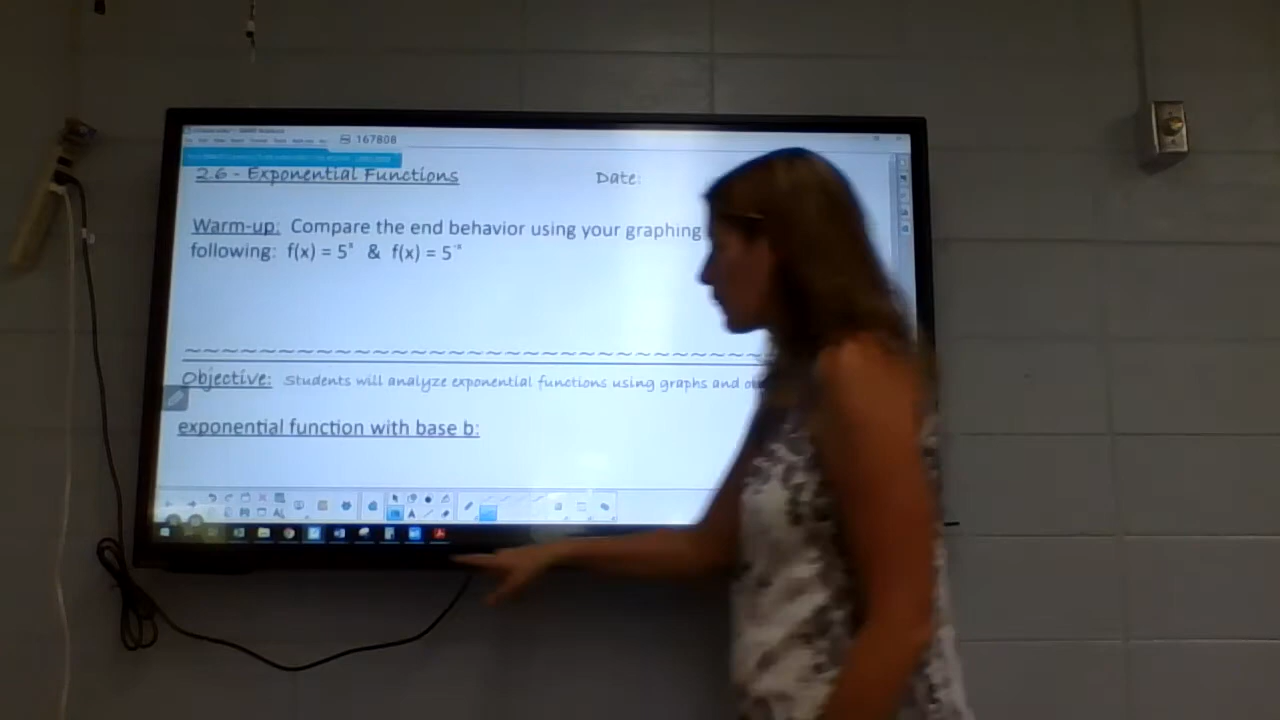 167808
2.6 - Exponential Functions
Date:
Warm-up: Compare the end behavior using your graphing
following: f(x) = 5ˣ & f(x) = 5⁻ˣ
~~~~~~~~~~~~~~~~~~~~~~~~~~~~~~~~
Objective: Students will analyze exponential functions using graphs and
exponential function with base b: